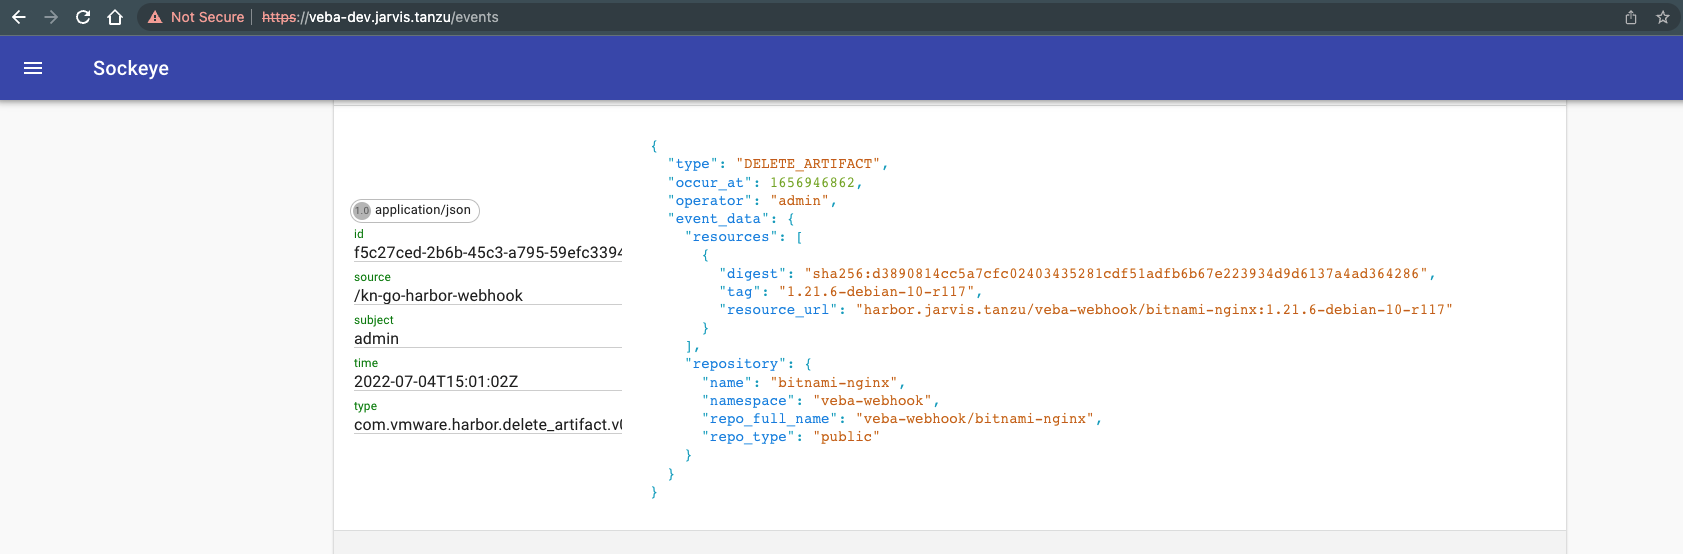 Not Secure https://veba-dev.jarvis.tanzu/events
Sockeye
1.0 application/json
id
f5c27ced-2b6b-45c3-a795-59efc3394
source
/kn-go-harbor-webhook
subject
admin
time
2022-07-04T15:01:02Z
type
com.vmware.harbor.delete_artifact.v0
{
"type": "DELETE_ARTIFACT",
"occur_at": 1656946862,
"operator": "admin",
"event_data": {
"resources": [
{
"digest": "sha256:d3890814cc5a7cfc02403435281cdf51adfb6b67e223934d9d6137a4ad364286",
"tag": "1.21.6-debian-10-r117",
"resource_url": "harbor.jarvis.tanzu/veba-webhook/bitnami-nginx:1.21.6-debian-10-r117"
}
],
"repository": {
"name": "bitnami-nginx",
"namespace": "veba-webhook",
"repo_full_name": "veba-webhook/bitnami-nginx",
"repo_type": "public"
}
}
}